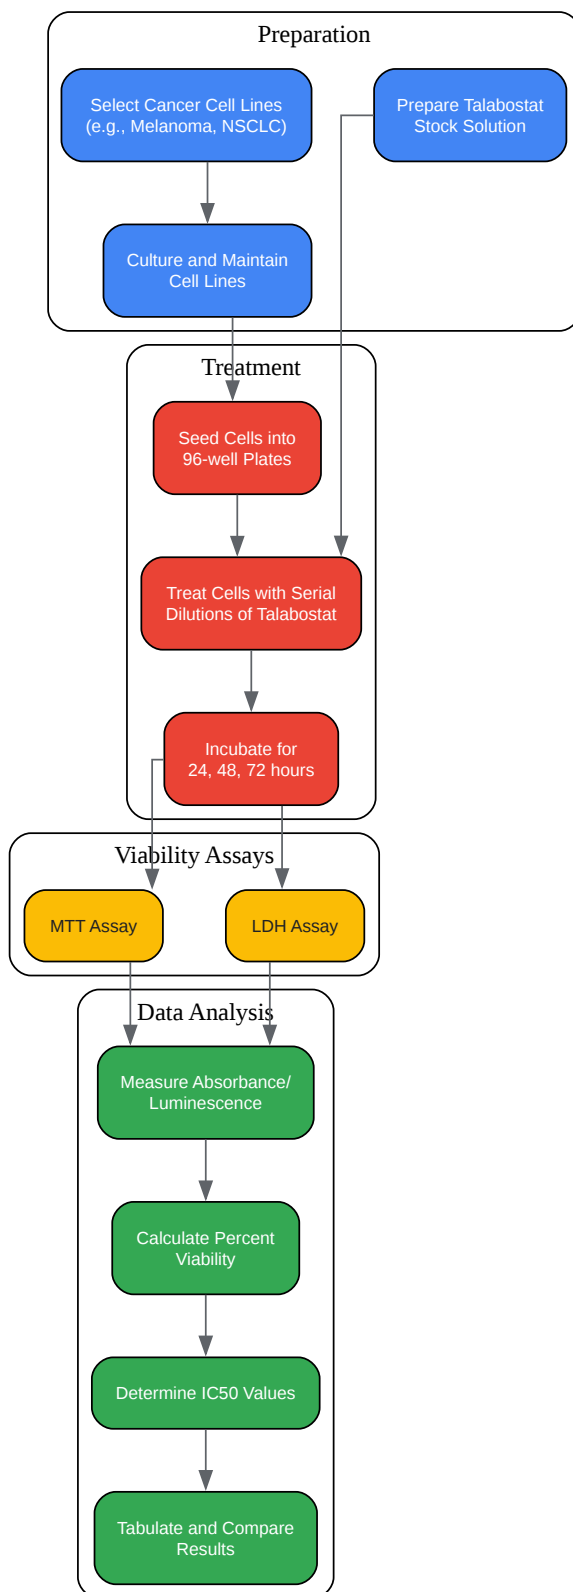 Preparation
Select Cancer Cell Lines
(e.g., Melanoma, NSCLC)
Prepare Talabostat
Stock Solution
Culture and Maintain
Cell Lines
Treatment
Seed Cells into
96-well Plates
Treat Cells with Serial
Dilutions of Talabostat
Incubate for
24, 48, 72 hours
Viability Assays
MTT Assay
LDH Assay
Data Analysis
Measure Absorbance/
Luminescence
Calculate Percent
Viability
Determine IC50 Values
Tabulate and Compare
Results